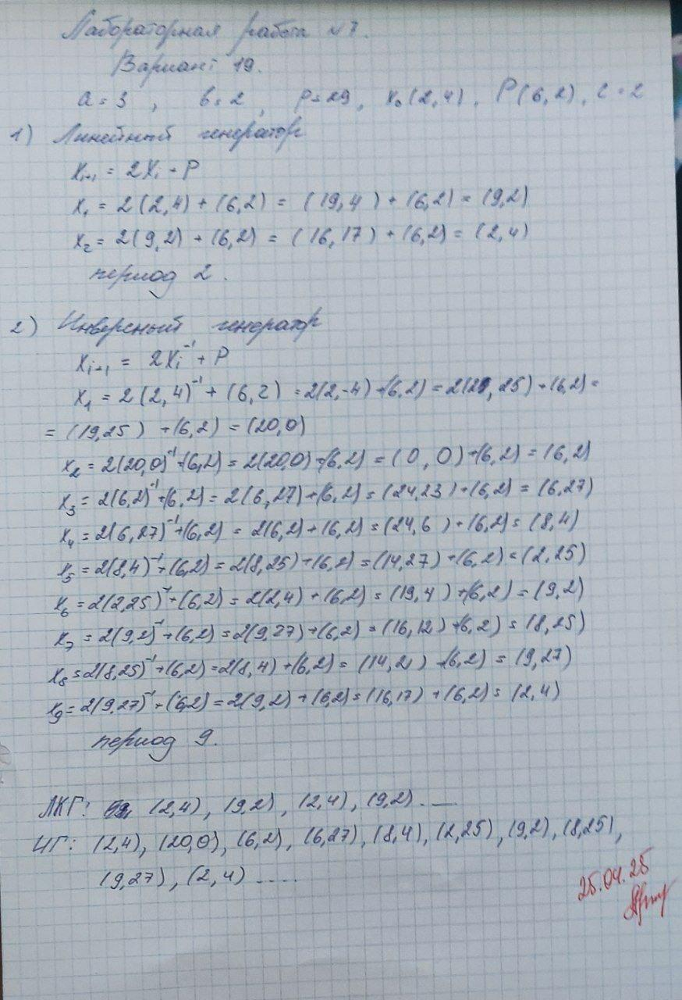 Лабораторная работа №7.
Вариант 19.
a = 3 , b = 2 , p = 29 , x₀(2,4) , P(6,2) , c = 2
1) Линейный генератор
Xᵢ₊₁ = 2Xᵢ + P
X₁ = 2(2,4) + (6,2) = (19,4) + (6,2) = (9,2)
X₂ = 2(9,2) + (6,2) = (16,17) + (6,2) = (2,4)
период 2.
2) Инверсный генератор
Xᵢ₊₁ = 2Xᵢ⁻¹ + P
X₁ = 2(2,4)⁻¹ + (6,2) = 2(2,-4) + (6,2) = 2(2, 25) + (6,2) =
= (19,25) + (6,2) = (20,0)
X₂ = 2(20,0)⁻¹ + (6,2) = 2(20,0) + (6,2) = (0, 0) + (6,2) = (6,2)
X₃ = 2(6,2)⁻¹ + (6,2) = 2(6,27) + (6,2) = (24,23) + (6,2) = (6,27)
X₄ = 2(6,27)⁻¹ + (6,2) = 2(6,2) + (6,2) = (24,6) + (6,2) = (8,4)
X₅ = 2(8,4)⁻¹ + (6,2) = 2(8,25) + (6,2) = (14,27) + (6,2) = (2,25)
X₆ = 2(2,25)⁻¹ + (6,2) = 2(2,4) + (6,2) = (19,4) + (6,2) = (9,2)
X₇ = 2(9,2)⁻¹ + (6,2) = 2(9,27) + (6,2) = (16,12) + (6,2) = (8,25)
X₈ = 2(8,25)⁻¹ + (6,2) = 2(8,4) + (6,2) = (14,2) + (6,2) = (9,27)
X₉ = 2(9,27)⁻¹ + (6,2) = 2(9,2) + (6,2) = (16,17) + (6,2) = (2,4)
период 9.
ЛКГ: (2,4), (9,2), (2,4), (9,2) ....
ИГ: (2,4), (20,0), (6,2), (6,27), (8,4), (2,25), (9,2), (8,25),
(9,27), (2,4) ....
25.04.25